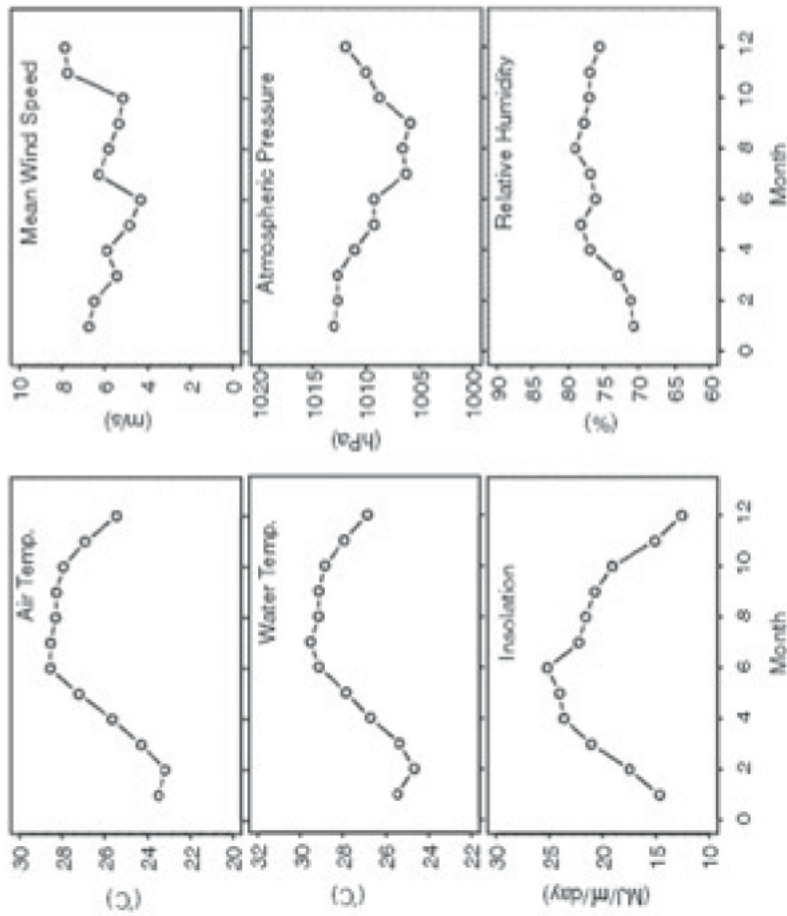 Air Temp.
(℃)
30
28
26
24
22
20
Water Temp.
(℃)
32
30
28
26
24
22
Insolation
(MJ/㎡/day)
30
25
20
15
10
0 2 4 6 8 10 12
Month
Mean Wind Speed
(m/s)
10
8
6
4
2
0
Atmospheric Pressure
(hPa)
1020
1015
1010
1005
1000
Relative Humidity
(%)
90
85
80
75
70
65
60
0 2 4 6 8 10 12
Month